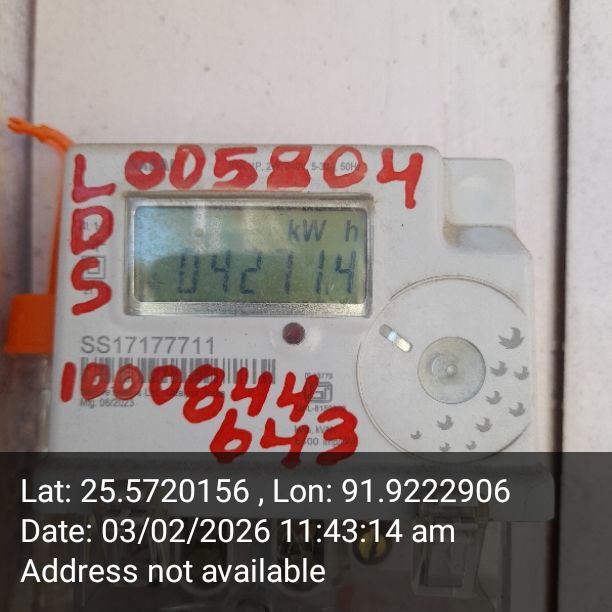 LDS
LOD5804
kW h
042114
SS17177711
Mfg: 06/2023
1000844
643
Lat: 25.5720156 , Lon: 91.9222906
Date: 03/02/2026 11:43:14 am
Address not available